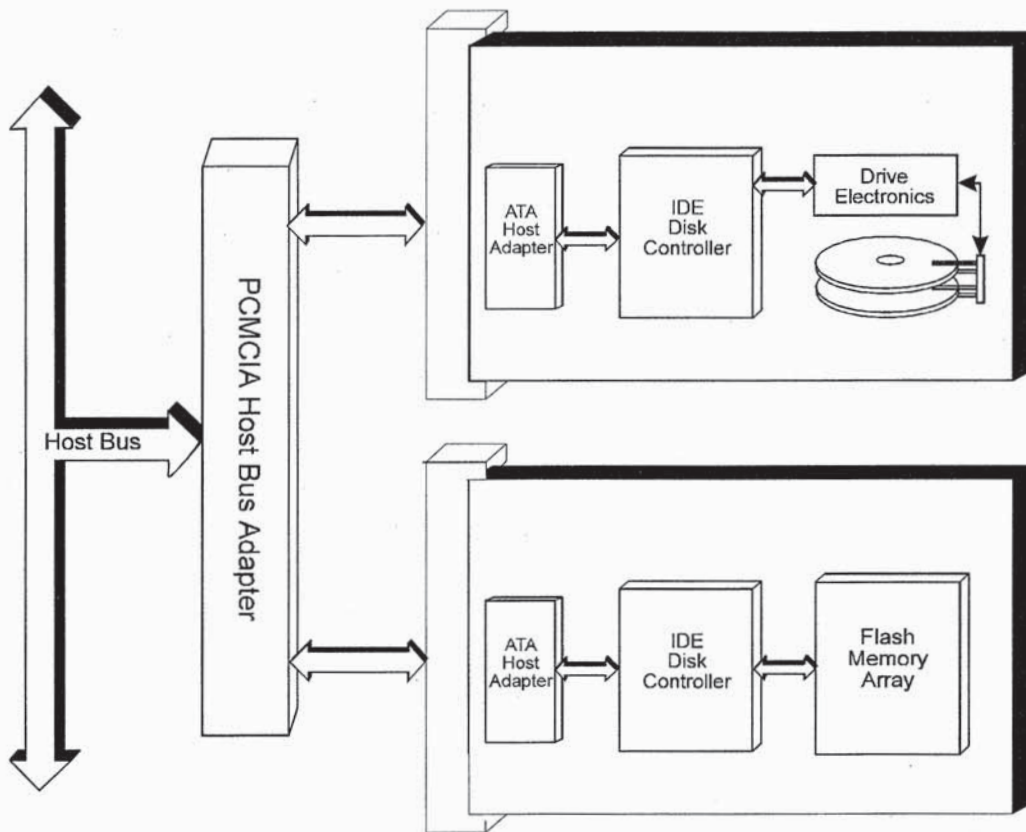 Host Bus
PCMCIA Host Bus Adapter
ATA
Host
Adapter
IDE
Disk
Controller
Drive
Electronics
ATA
Host
Adapter
IDE
Disk
Controller
Flash
Memory
Array